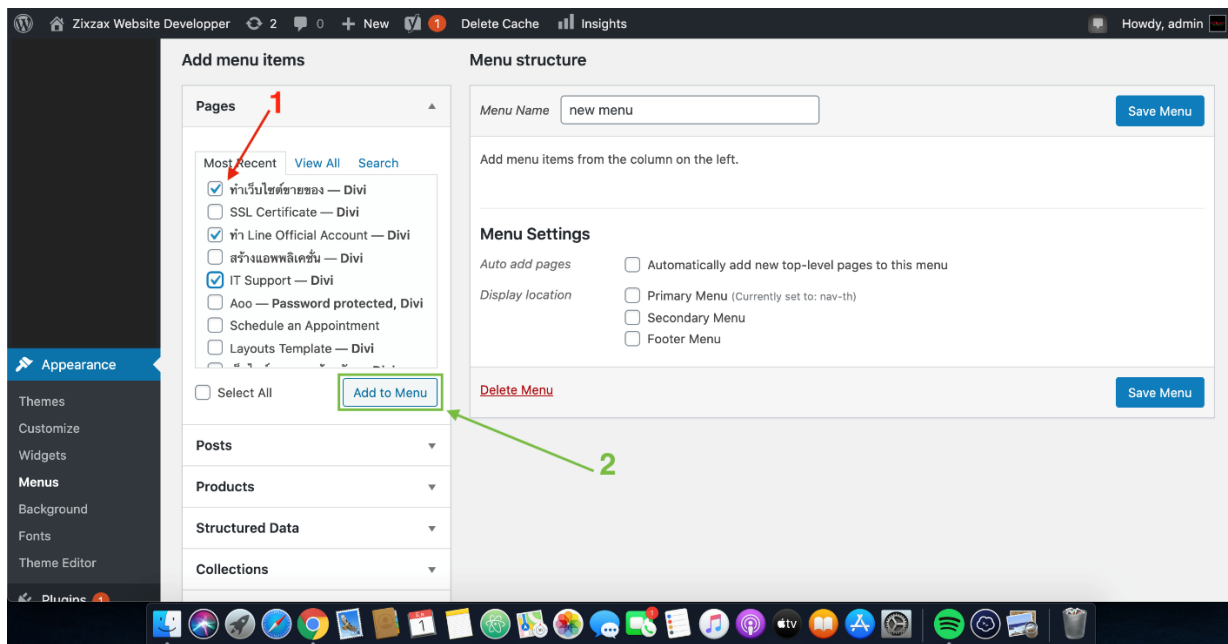 Zixzax Website Developper 2 0 New 1 Delete Cache Insights Howdy, admin
Add menu items
Pages
1
Most Recent View All Search
ทำเว็บไซต์ขายของ — Divi
SSL Certificate — Divi
ทำ Line Official Account — Divi
สร้างแอพพลิเคชั่น — Divi
IT Support — Divi
Aoo — Password protected, Divi
Schedule an Appointment
Layouts Template — Divi
Select All Add to Menu
2
Posts
Products
Structured Data
Collections
Menu structure
Menu Name new menu Save Menu
Add menu items from the column on the left.
Menu Settings
Auto add pages Automatically add new top-level pages to this menu
Display location Primary Menu (Currently set to: nav-th)
Secondary Menu
Footer Menu
Delete Menu Save Menu
Appearance
Themes
Customize
Widgets
Menus
Background
Fonts
Theme Editor
Plugins 1
1
tv